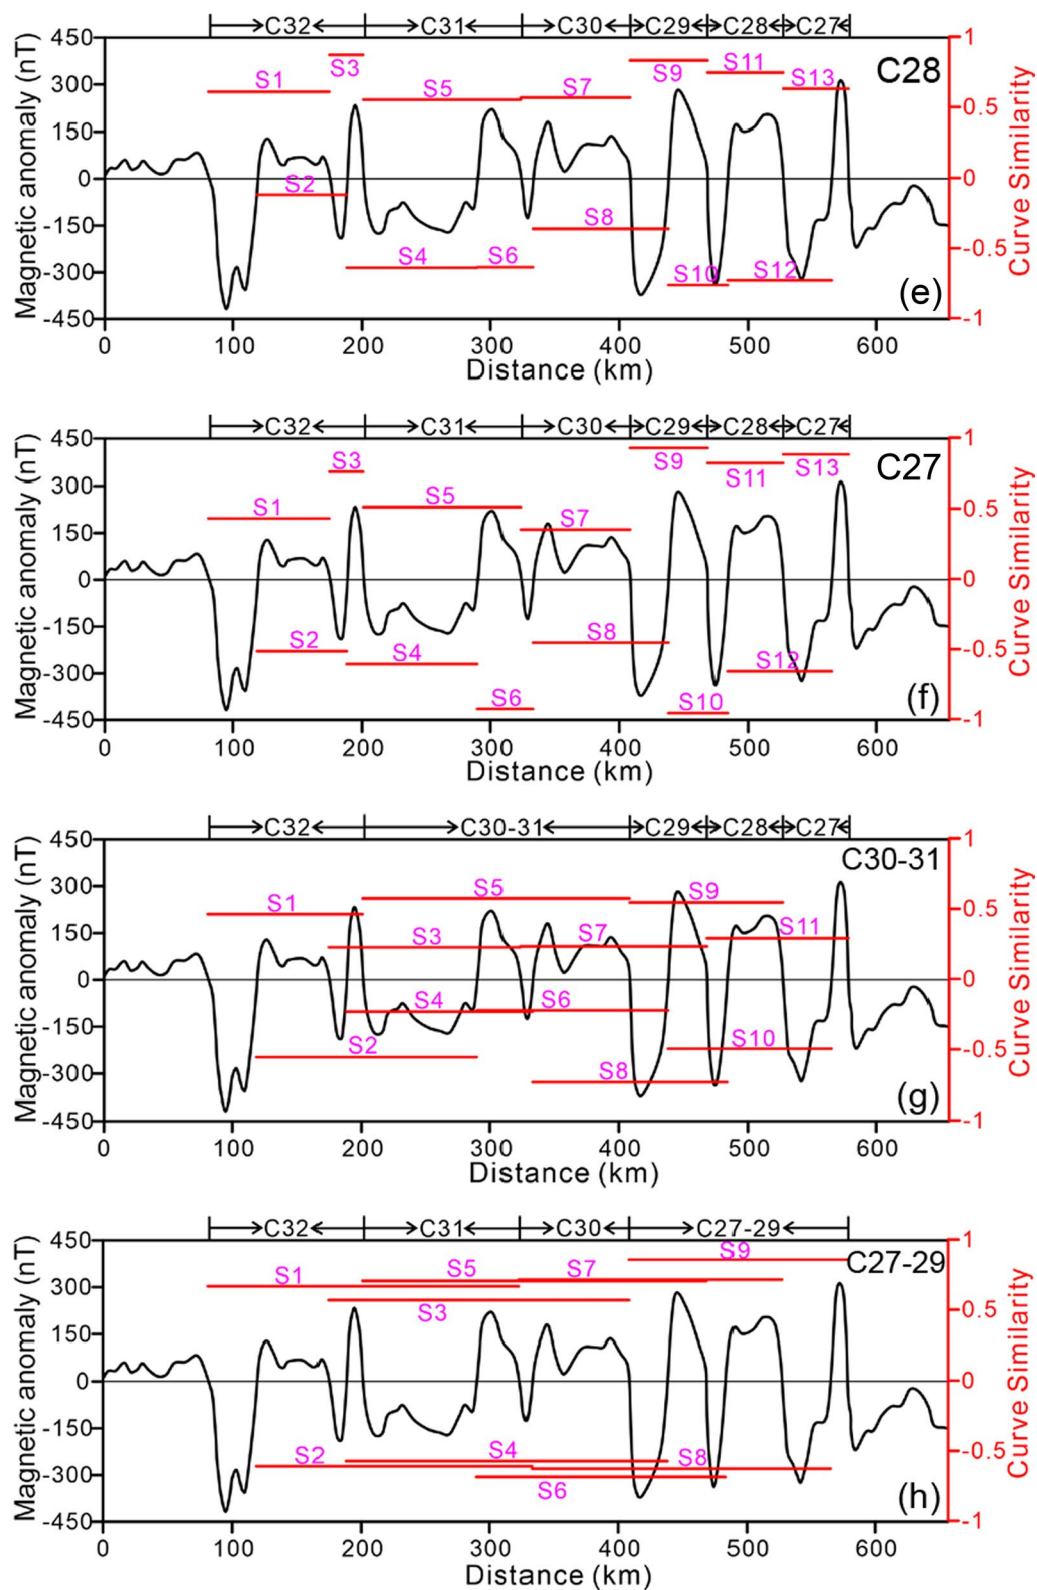 C32 C31 C30 C29 C28 C27
450 300 150 0 -150 -300 -450
Magnetic anomaly (nT)
1 0.5 0 -0.5 -1
Curve Similarity
S1 S2 S3 S4 S5 S6 S7 S8 S9 S10 S11 S12 S13
C28
(e)
0 100 200 300 400 500 600
Distance (km)
C32 C31 C30 C29 C28 C27
450 300 150 0 -150 -300 -450
Magnetic anomaly (nT)
1 0.5 0 -0.5 -1
Curve Similarity
S1 S2 S3 S4 S5 S6 S7 S8 S9 S10 S11 S12 S13
C27
(f)
0 100 200 300 400 500 600
Distance (km)
C32 C30-31 C29 C28 C27
450 300 150 0 -150 -300 -450
Magnetic anomaly (nT)
1 0.5 0 -0.5 -1
Curve Similarity
S1 S2 S3 S4 S5 S6 S7 S8 S9 S10 S11
C30-31
(g)
0 100 200 300 400 500 600
Distance (km)
C32 C31 C30 C27-29
450 300 150 0 -150 -300 -450
Magnetic anomaly (nT)
1 0.5 0 -0.5 -1
Curve Similarity
S1 S2 S3 S4 S5 S6 S7 S8 S9
C27-29
(h)
0 100 200 300 400 500 600
Distance (km)